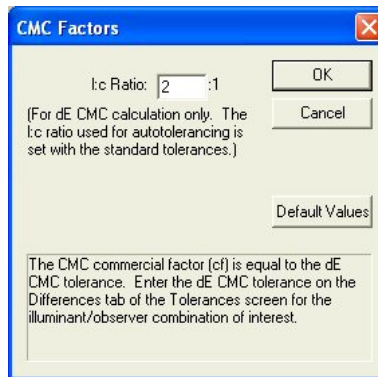 CMC Factors
l:c Ratio: 2 :1
OK
(For dE CMC calculation only. The
l:c ratio used for autotolerancing is
set with the standard tolerances.)
Cancel
Default Values
The CMC commercial factor (cf) is equal to the dE
CMC tolerance. Enter the dE CMC tolerance on the
Differences tab of the Tolerances screen for the
illuminant/observer combination of interest.